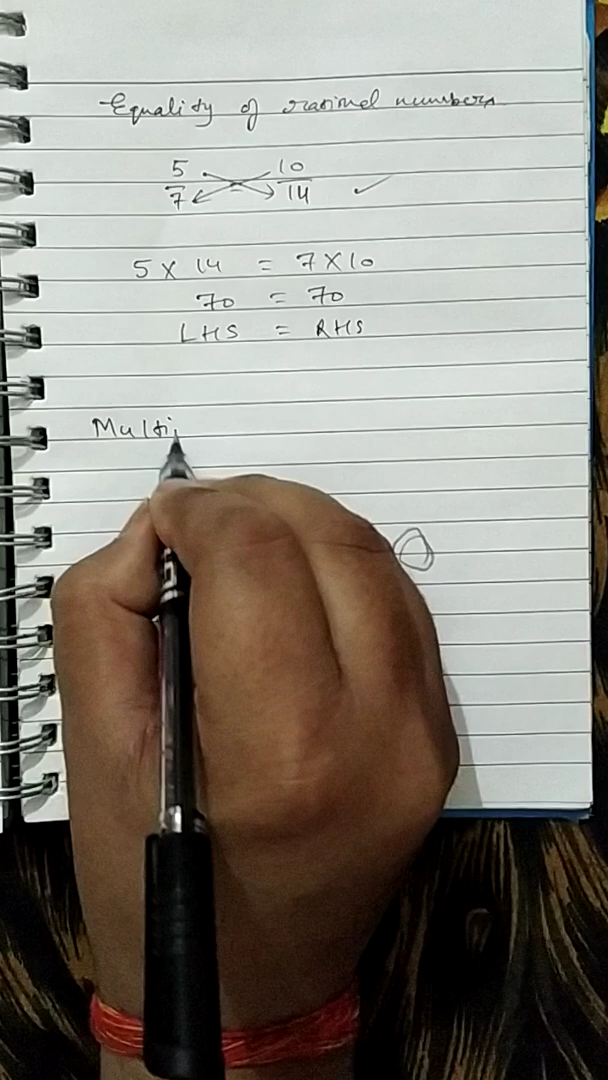 Equality of rational numbers
5/7 = 10/14 ✓
5 × 14 = 7 × 10
70 = 70
LHS = RHS
Multi